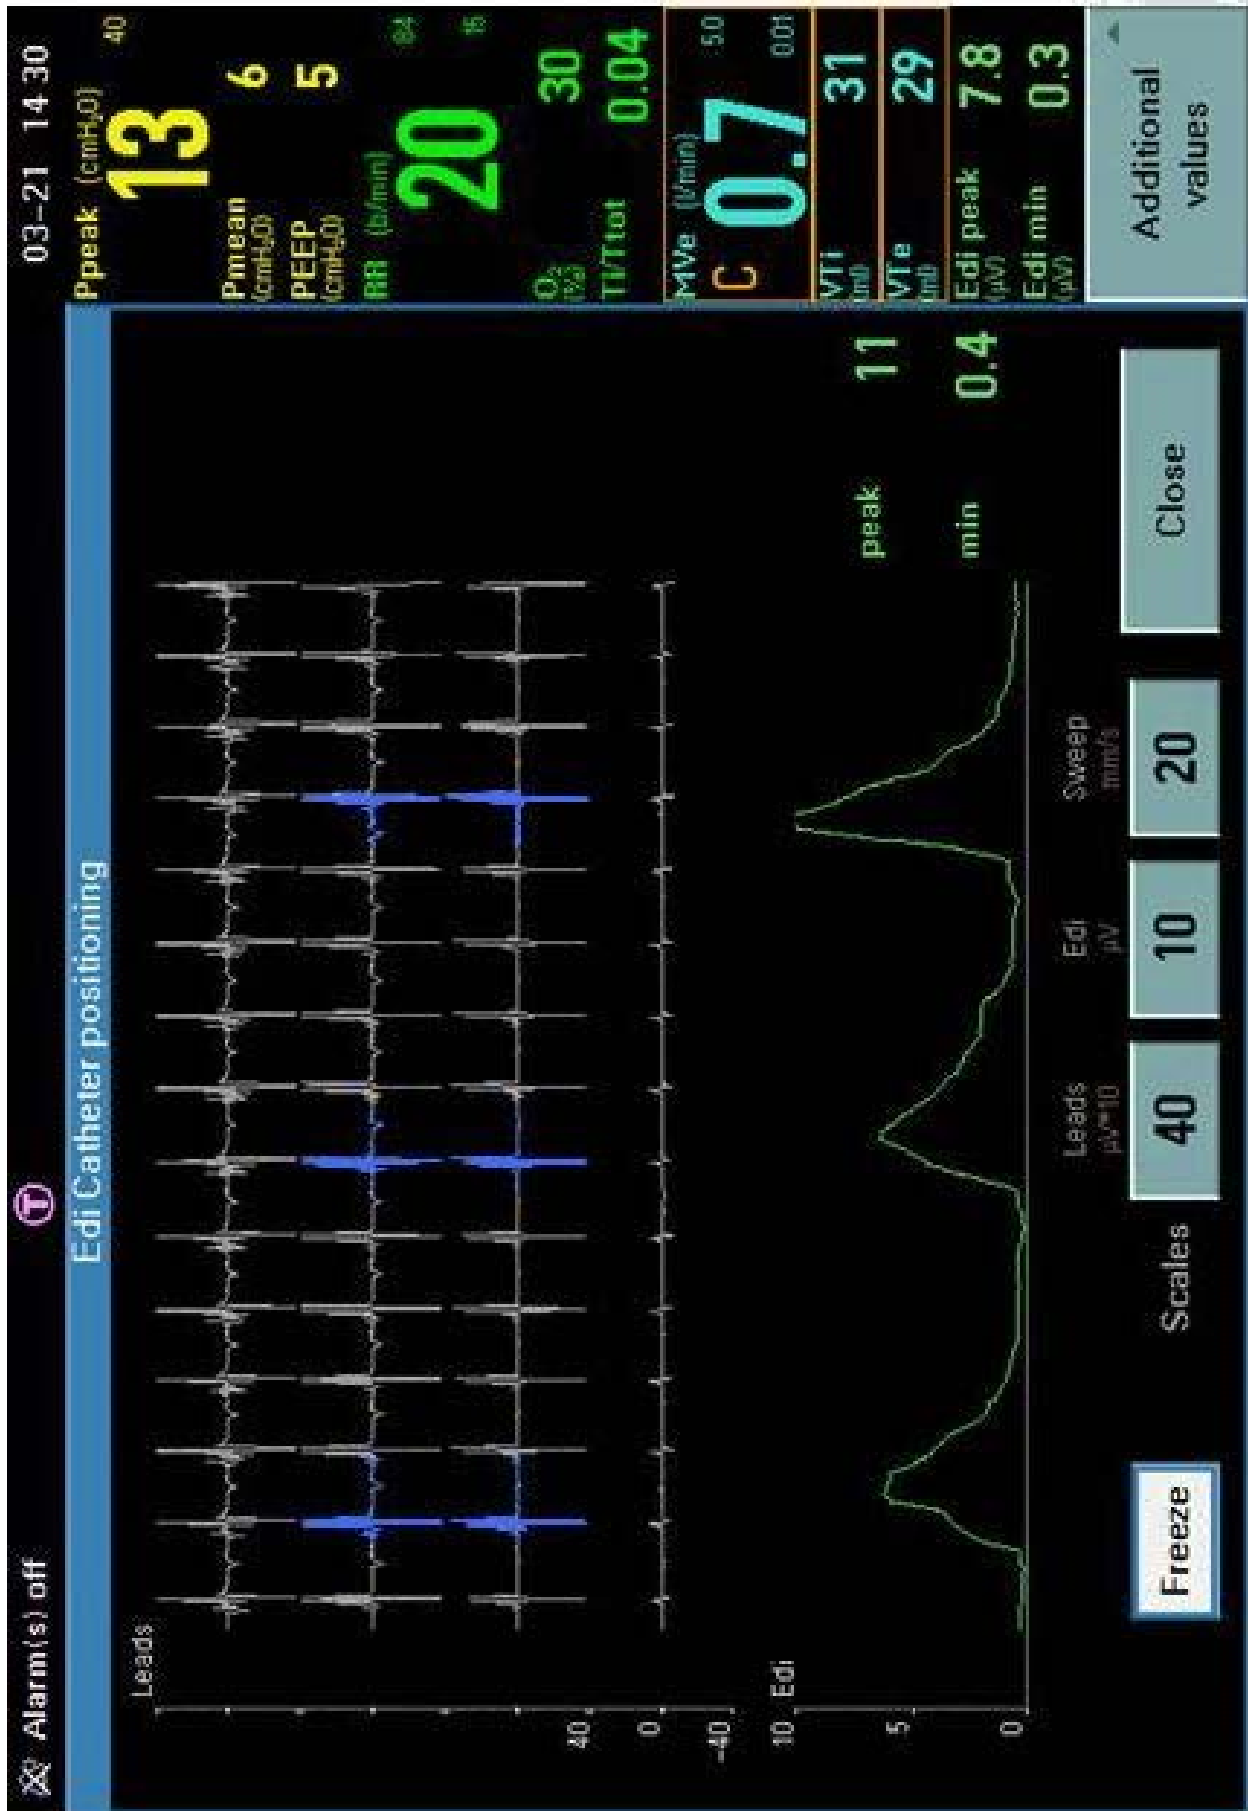 Alarm(s) off
T
03-21 14 30
Edi Catheter positioning
Leads
40
0
-40
10
Edi
5
0
peak
11
min
0.4
Leads
Edi
Sweep
µV*10
µV
mm/s
Freeze
Scales
40
10
20
Close
Ppeak (cmH₂O)
13
40
Pmean
(cmH₂O)
6
PEEP
(cmH₂O)
5
RR (b/min)
20
O₂
(%)
30
Ti/Ttot
0.04
MVe (l/min)
C
0.7
5.0
0.01
VTi
(ml)
31
VTe
(ml)
29
Edi peak
(µV)
7.8
Edi min
(µV)
0.3
Additional
values